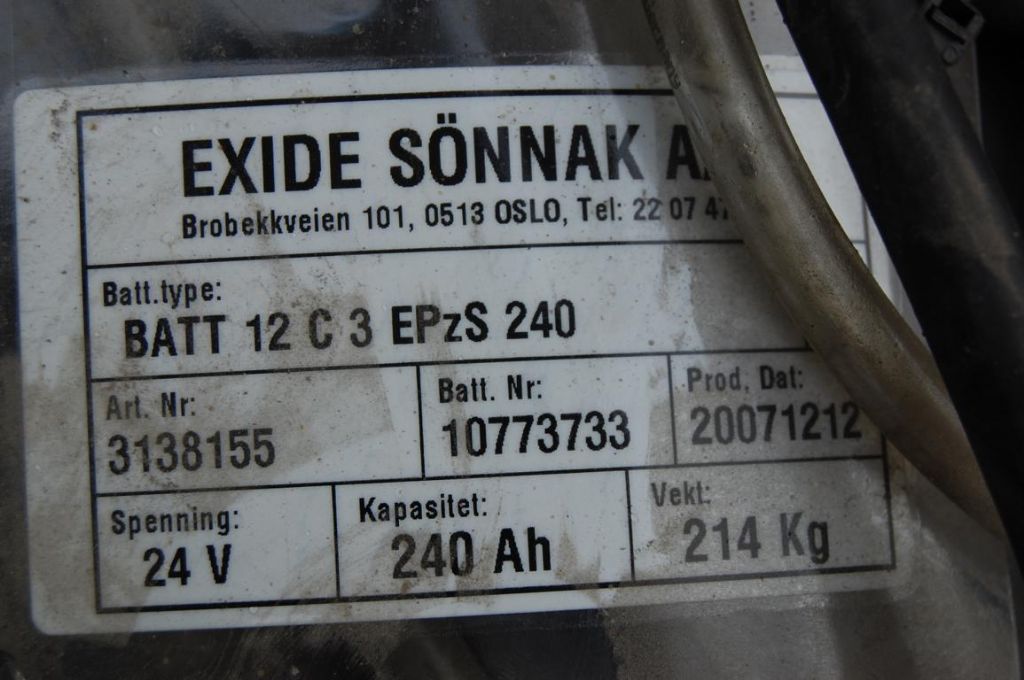 EXIDE SÖNNAK
Brobekkveien 101, 0513 OSLO, Tel: 22 07
Batt.type:
BATT 12 C 3 EPzS 240
Art. Nr: Batt. Nr: Prod. Dat:
3138155 10773733 20071212
Spenning: Kapasitet: Vekt:
24 V 240 Ah 214 Kg